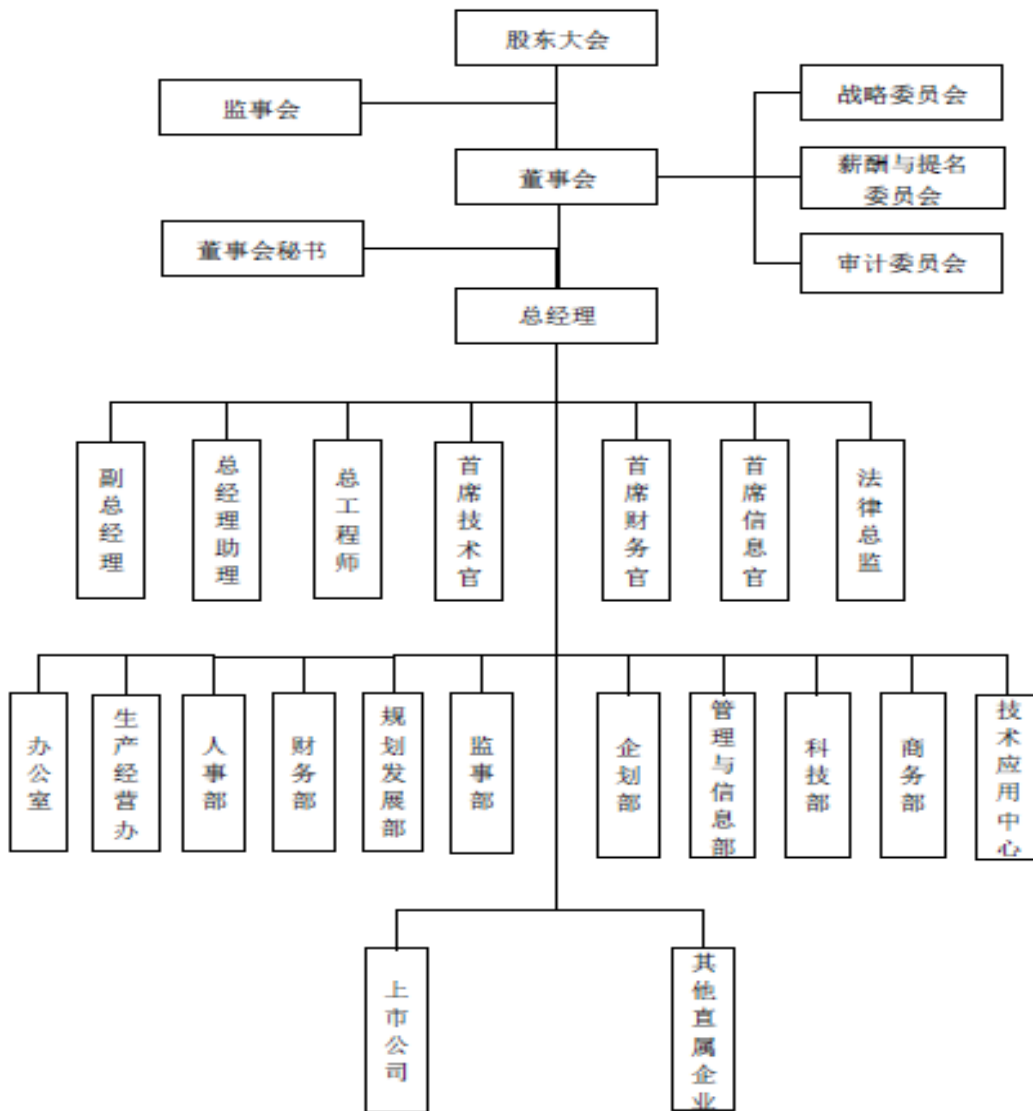 股东大会
监事会
战略委员会
董事会
薪酬与提名
委员会
董事会秘书
审计委员会
总经理
副总经理
总经理助理
总工程师
首席技术官
首席财务官
首席信息官
法律总监
办公室
生产经营办
人事部
财务部
规划发展部
监事部
企划部
管理与信息部
科技部
商务部
技术应用中心
上市公司
其他直属企业